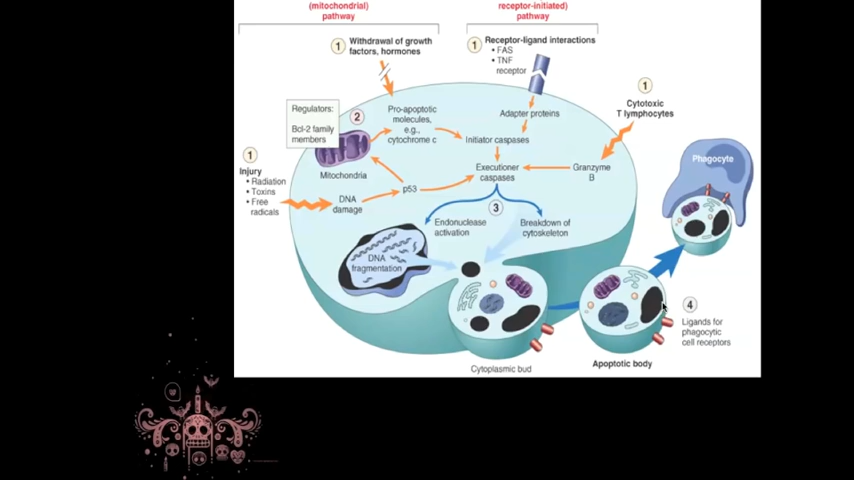 (mitochondrial)
pathway
receptor-initiated)
pathway
1 Withdrawal of growth
factors, hormones
1 Receptor-ligand interactions
• FAS
• TNF
receptor
1
Cytotoxic
T lymphocytes
Regulators:
Bcl-2 family
members
2
Pro-apoptotic
molecules,
e.g.,
cytochrome c
Adapter proteins
Initiator caspases
Mitochondria
Executioner
caspases
Granzyme
B
Phagocyte
1
Injury
• Radiation
• Toxins
• Free
radicals
DNA
damage
p53
3
Endonuclease
activation
Breakdown of
cytoskeleton
DNA
fragmentation
4
Ligands for
phagocytic
cell receptors
Cytoplasmic bud
Apoptotic body